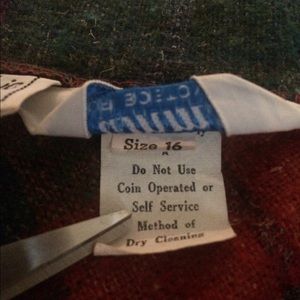 Size 16
Do Not Use
Coin Operated or
Self Service
Method of
Dry Cleaning